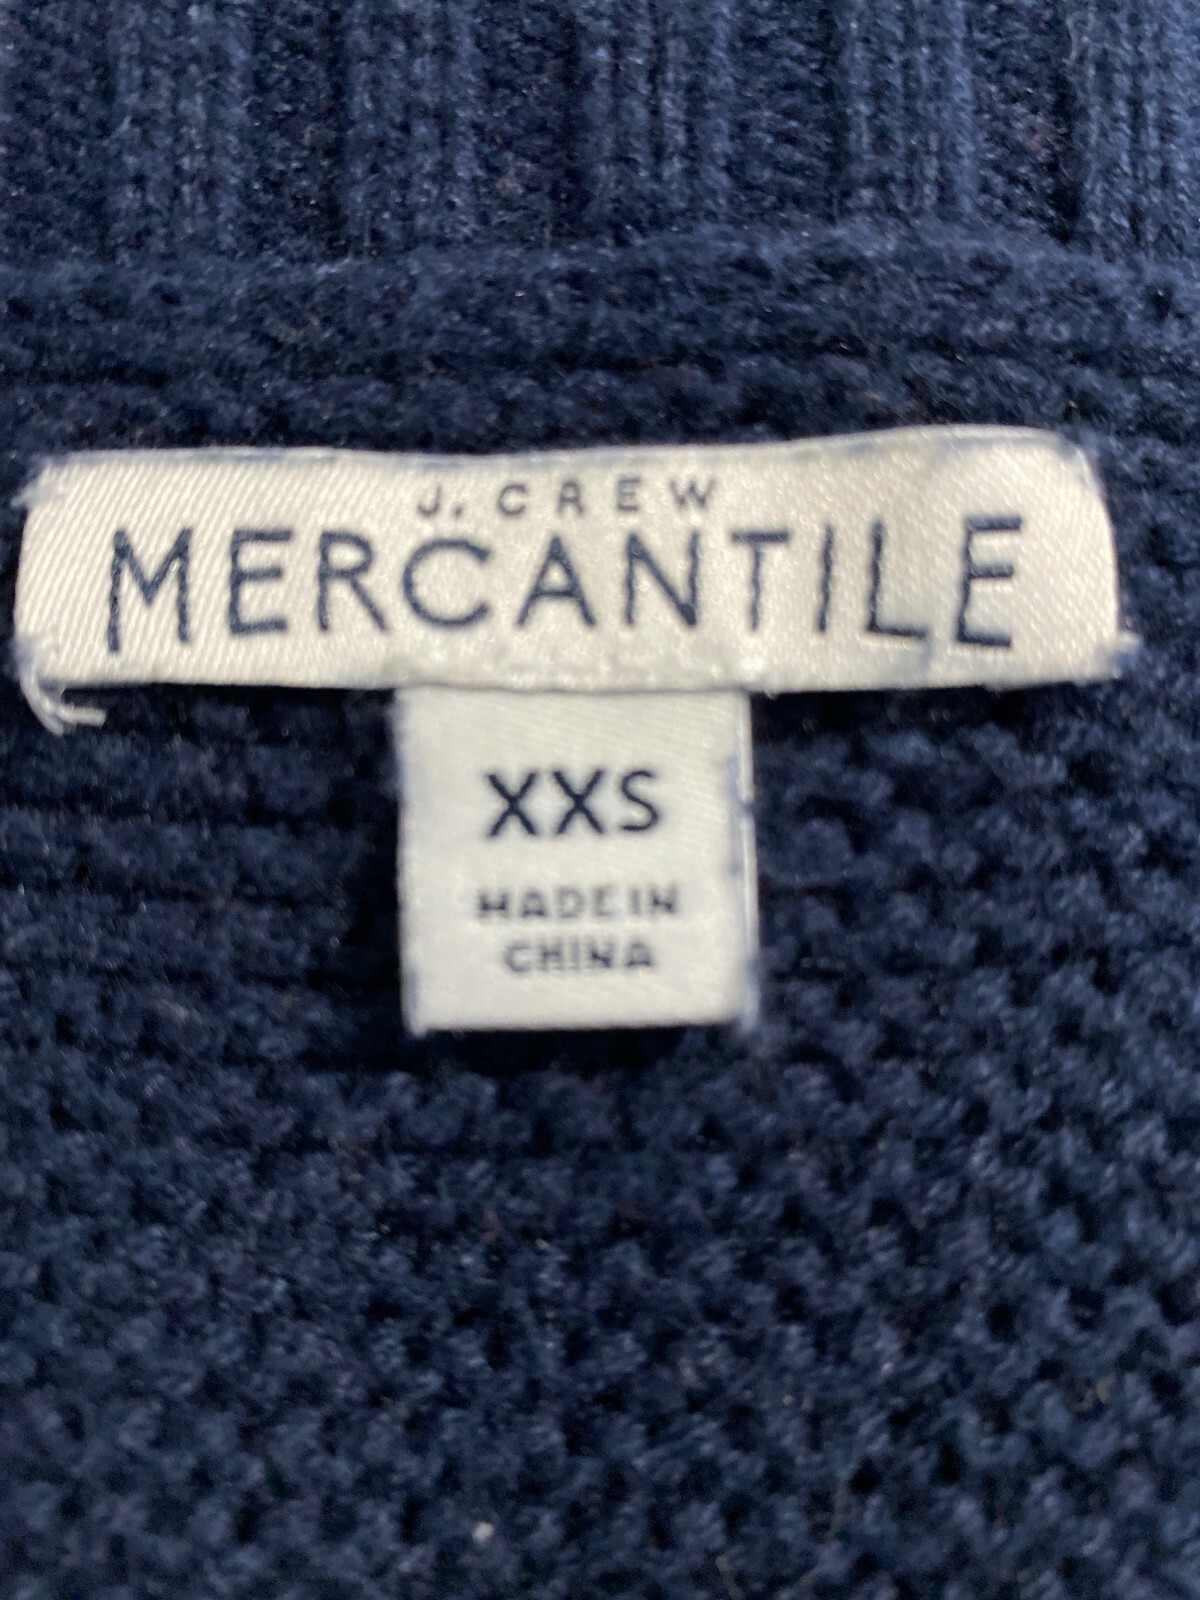 J. CREW
MERCANTILE
XXS
MADE IN
CHINA